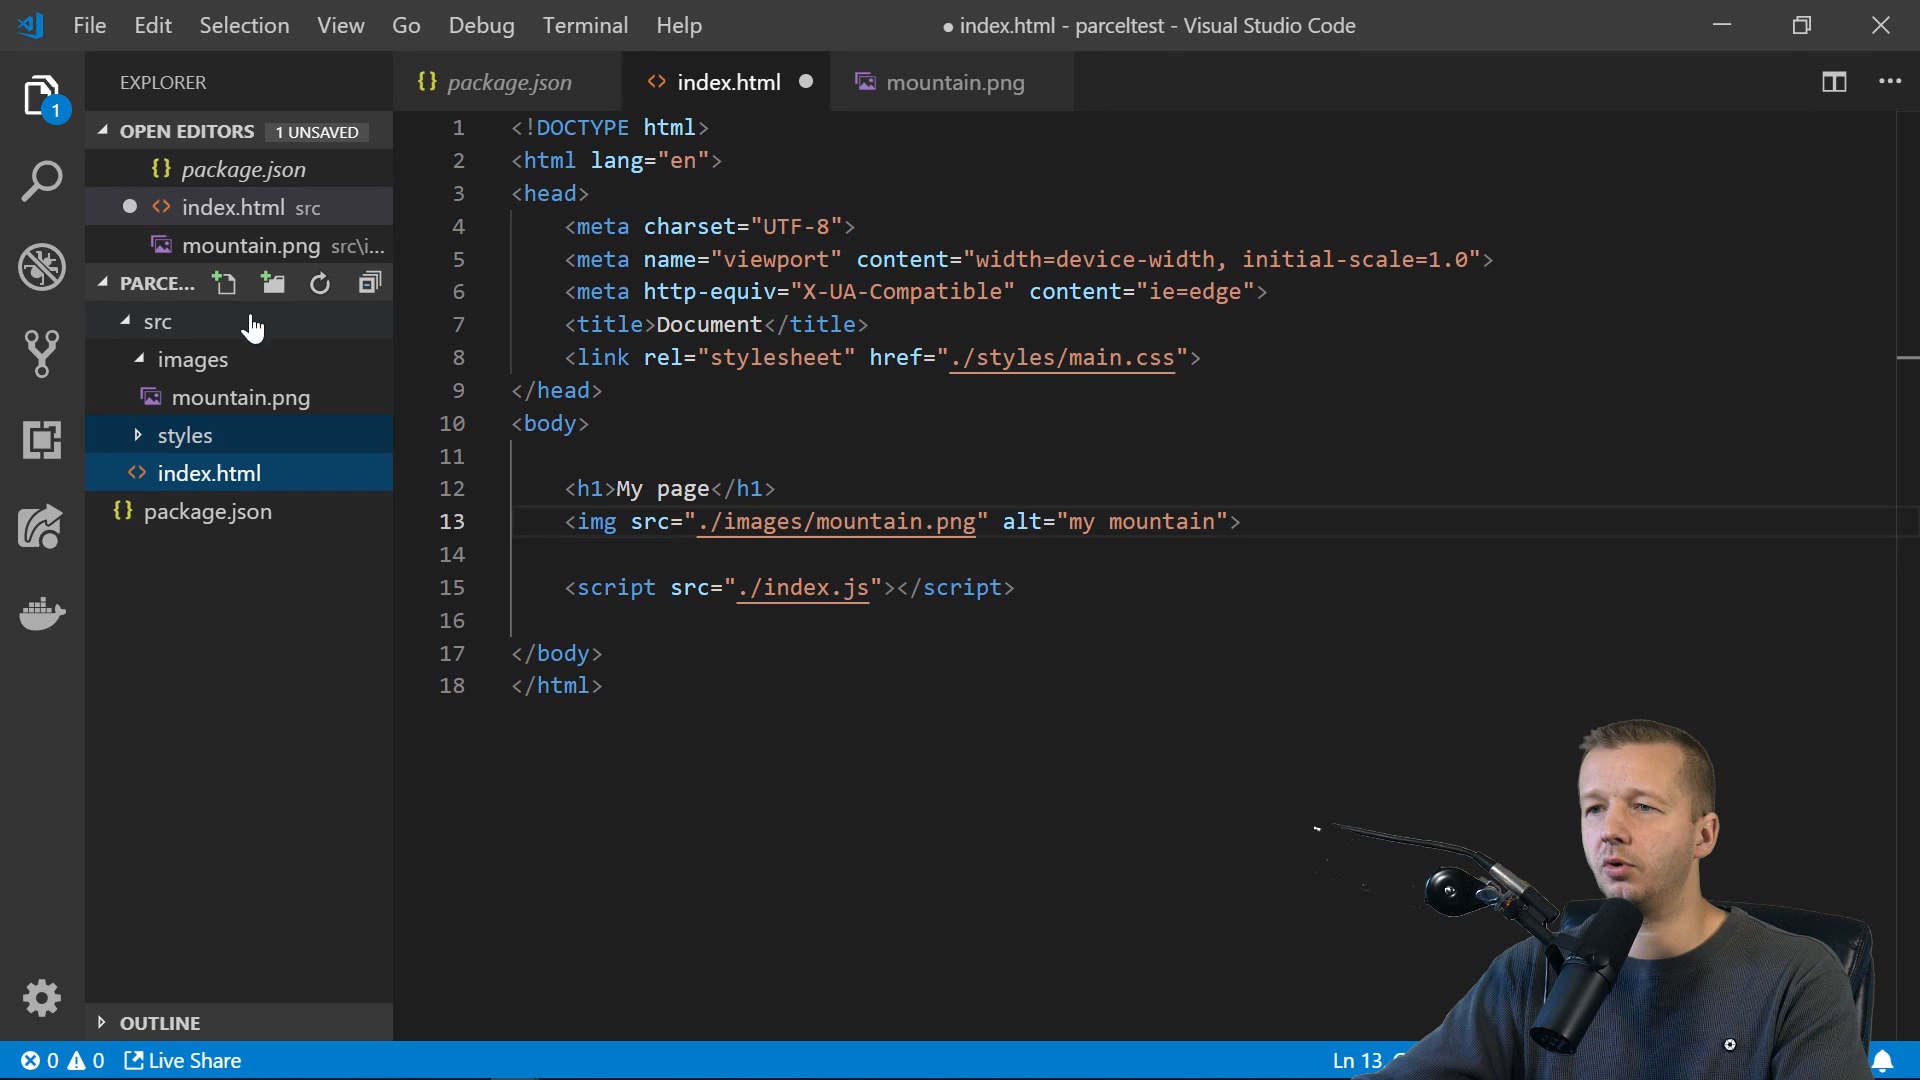 File Edit Selection View Go Debug Terminal Help
● index.html - parceltest - Visual Studio Code
EXPLORER
1
OPEN EDITORS 1 UNSAVED
{} package.json
<> index.html src
mountain.png src\i...
PARCE...
src
images
mountain.png
styles
<> index.html
{} package.json
OUTLINE
{} package.json
<> index.html
mountain.png
1 <!DOCTYPE html>
2 <html lang="en">
3 <head>
4 <meta charset="UTF-8">
5 <meta name="viewport" content="width=device-width, initial-scale=1.0">
6 <meta http-equiv="X-UA-Compatible" content="ie=edge">
7 <title>Document</title>
8 <link rel="stylesheet" href="./styles/main.css">
9 </head>
10 <body>
11
12 <h1>My page</h1>
13 <img src="./images/mountain.png" alt="my mountain">
14
15 <script src="./index.js"></script>
16
17 </body>
18 </html>
0 0 Live Share
Ln 13,